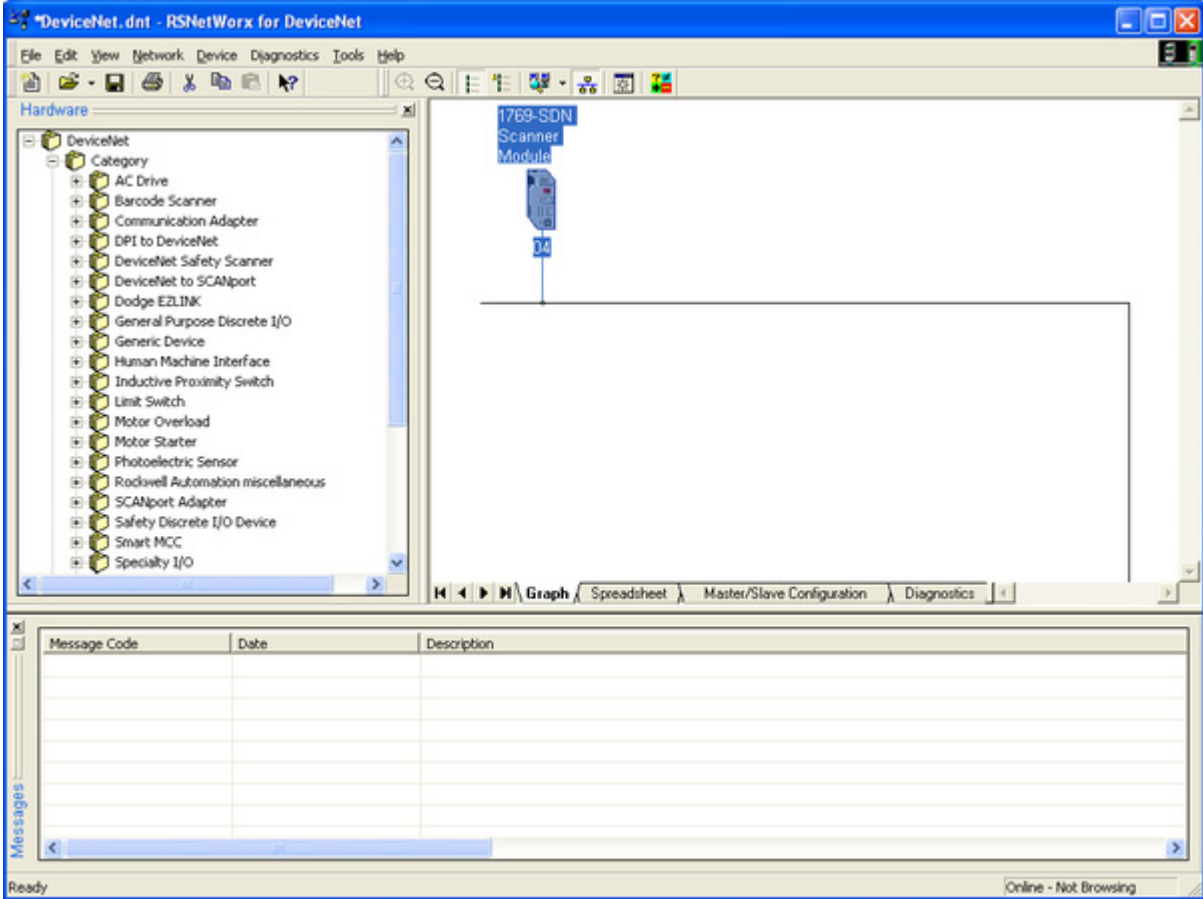 *DeviceNet.dnt - RSNetWorx for DeviceNet
File Edit View Network Device Diagnostics Tools Help
Hardware
DeviceNet
Category
AC Drive
Barcode Scanner
Communication Adapter
DPI to DeviceNet
DeviceNet Safety Scanner
DeviceNet to SCANport
Dodge EZLINK
General Purpose Discrete I/O
Generic Device
Human Machine Interface
Inductive Proximity Switch
Limit Switch
Motor Overload
Motor Starter
Photoelectric Sensor
Rockwell Automation miscellaneous
SCANport Adapter
Safety Discrete I/O Device
Smart MCC
Specialty I/O
1769-SDN
Scanner
Module
04
Graph Spreadsheet Master/Slave Configuration Diagnostics
Message Code Date Description
Messages
Ready Online - Not Browsing